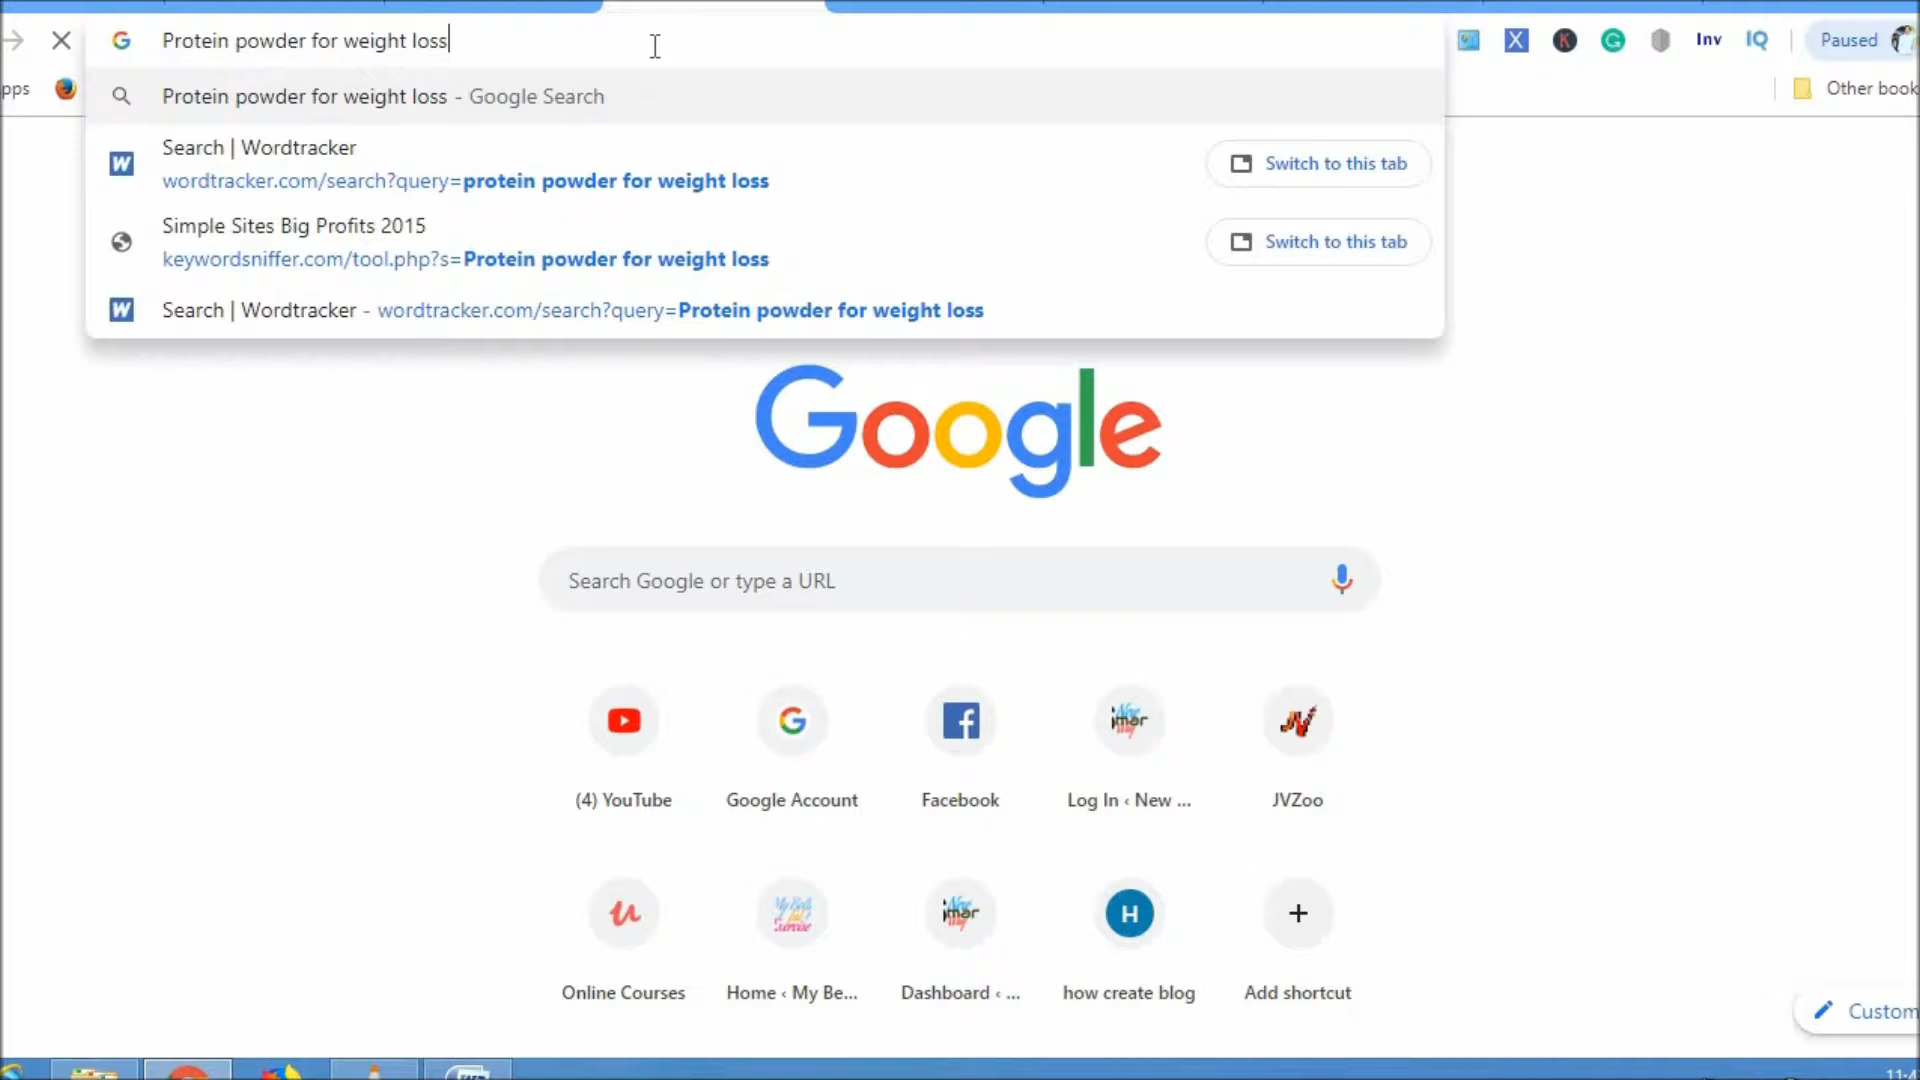 Protein powder for weight loss
Inv
IQ
Paused
Protein powder for weight loss - Google Search
pps
Other book
Search | Wordtracker
wordtracker.com/search?query=protein powder for weight loss
Switch to this tab
Simple Sites Big Profits 2015
keywordsniffer.com/tool.php?s=Protein powder for weight loss
Switch to this tab
Search | Wordtracker - wordtracker.com/search?query=Protein powder for weight loss
Google
Search Google or type a URL
(4) YouTube
Google Account
Facebook
Log In ‹ New ...
JVZoo
H
Online Courses
Home ‹ My Be...
Dashboard ‹ ...
how create blog
Add shortcut
Custom